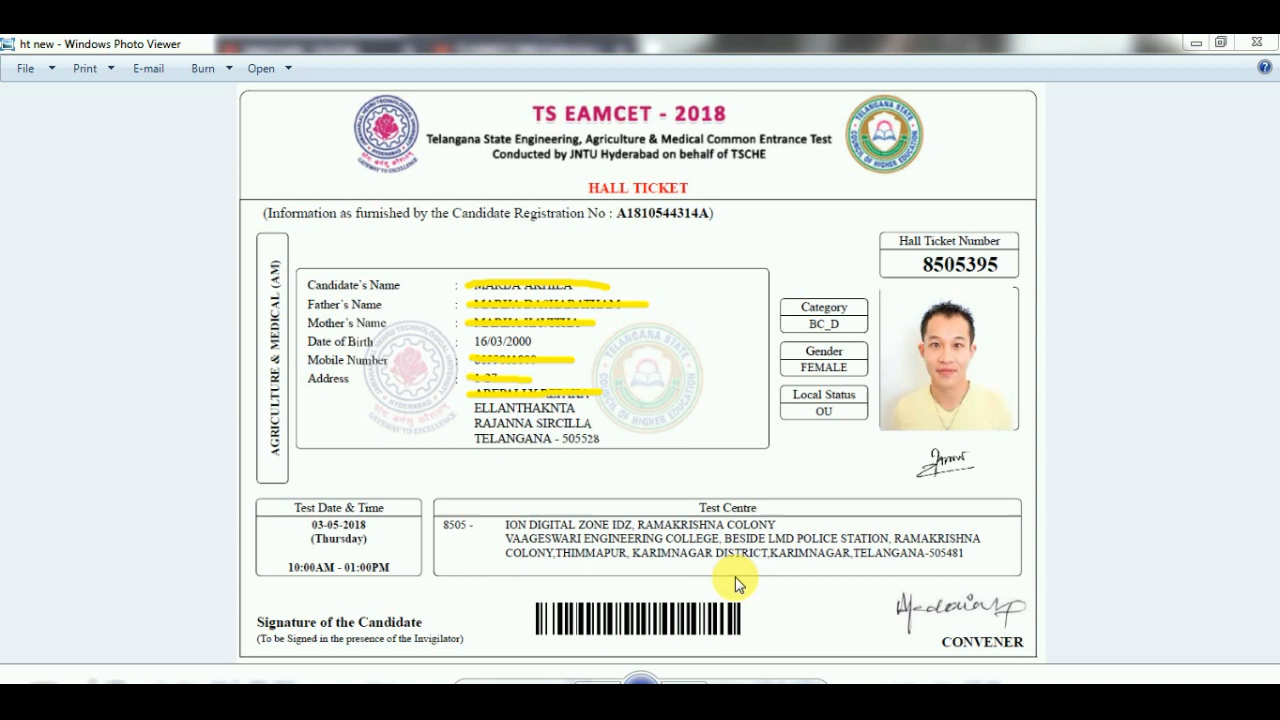 ht new - Windows Photo Viewer
File Print E-mail Burn Open
TS EAMCET - 2018
Telangana State Engineering, Agriculture & Medical Common Entrance Test
Conducted by JNTU Hyderabad on behalf of TSCHE
HALL TICKET
(Information as furnished by the Candidate Registration No : A1810544314A)
Hall Ticket Number
8505395
AGRICULTURE & MEDICAL (AM)
Candidate's Name :
Father's Name :
Mother's Name :
Date of Birth : 16/03/2000
Mobile Number :
Address :
ELLANTHAKNTA
RAJANNA SIRCILLA
TELANGANA - 505528
Category
BC_D
Gender
FEMALE
Local Status
OU
Test Date & Time
03-05-2018
(Thursday)
10:00AM - 01:00PM
Test Centre
8505 - ION DIGITAL ZONE IDZ, RAMAKRISHNA COLONY
VAAGESWARI ENGINEERING COLLEGE, BESIDE LMD POLICE STATION, RAMAKRISHNA
COLONY,THIMMAPUR, KARIMNAGAR DISTRICT,KARIMNAGAR,TELANGANA-505481
Signature of the Candidate
(To be Signed in the presence of the Invigilator)
CONVENER